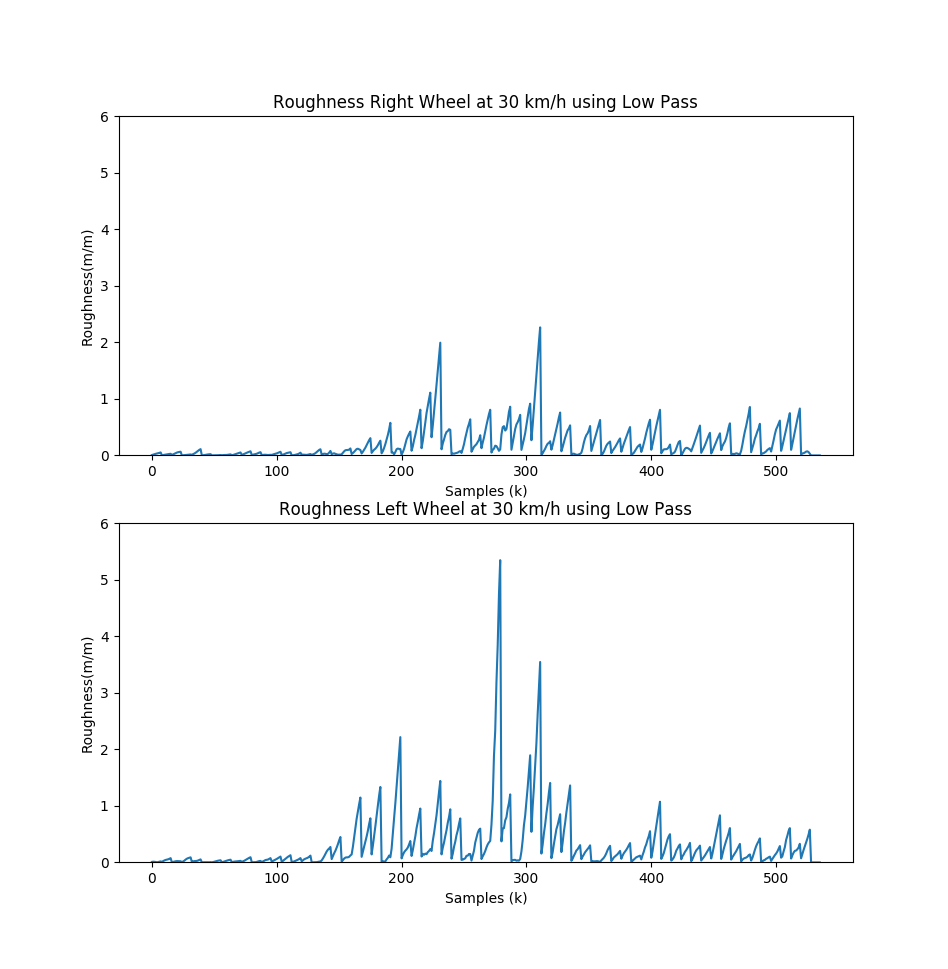 Roughness Right Wheel at 30 km/h using Low Pass
6
5
4
3
2
1
0
Roughness(m/m)
0 100 200 300 400 500
Samples (k)
Roughness Left Wheel at 30 km/h using Low Pass
6
5
4
3
2
1
0
Roughness(m/m)
0 100 200 300 400 500
Samples (k)